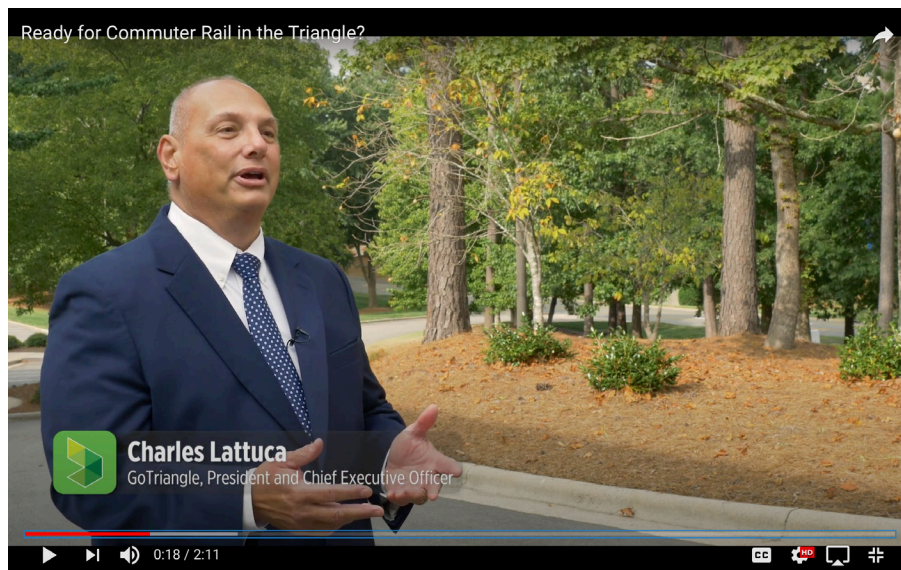 Ready for Commuter Rail in the Triangle?
Charles Lattuca
GoTriangle, President and Chief Executive Officer
0:18 / 2:11
CC
HD